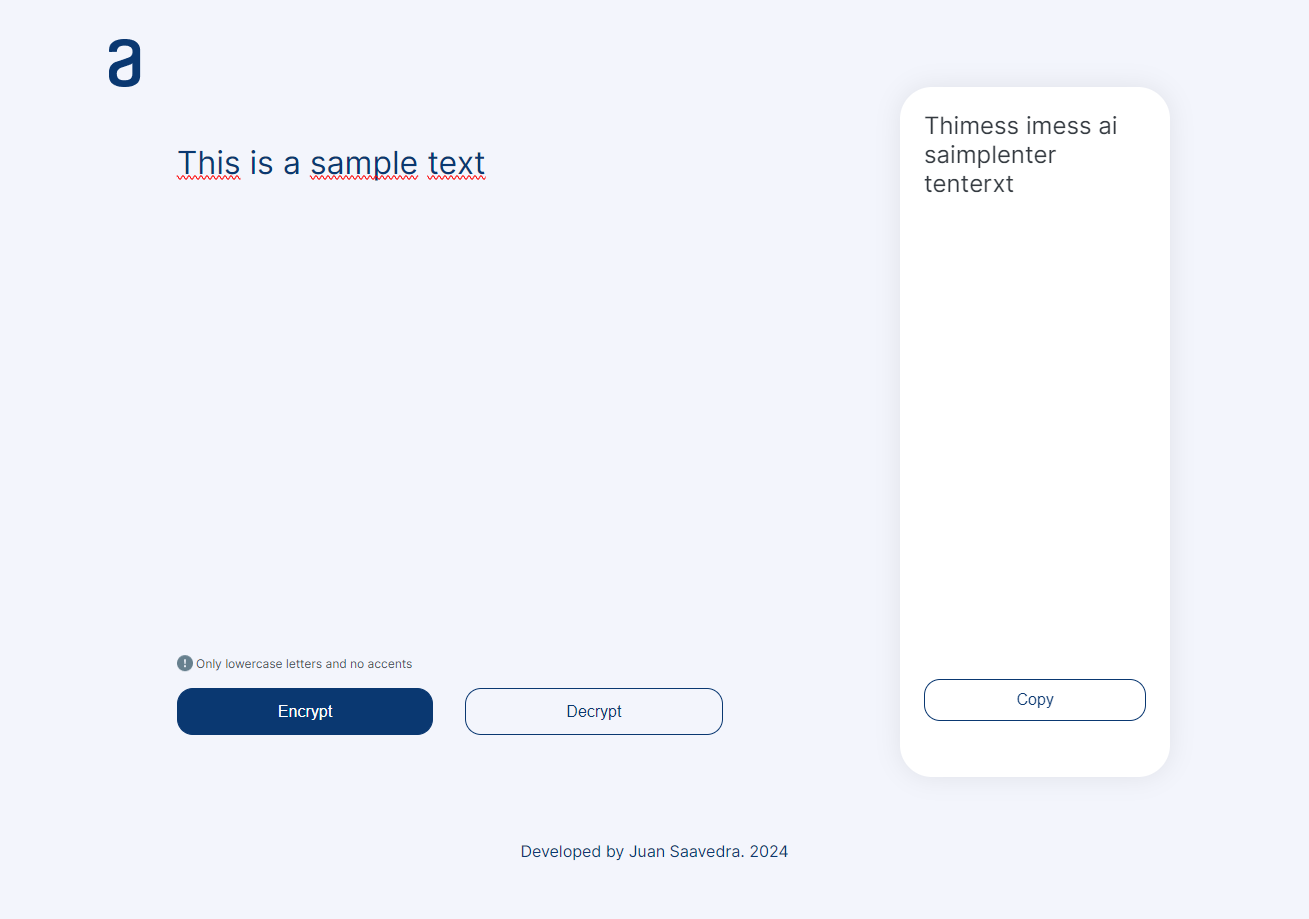 a
This is a sample text
Thimess imess ai
saimplenter
tenterxt
Only lowercase letters and no accents
Encrypt
Decrypt
Copy
Developed by Juan Saavedra. 2024